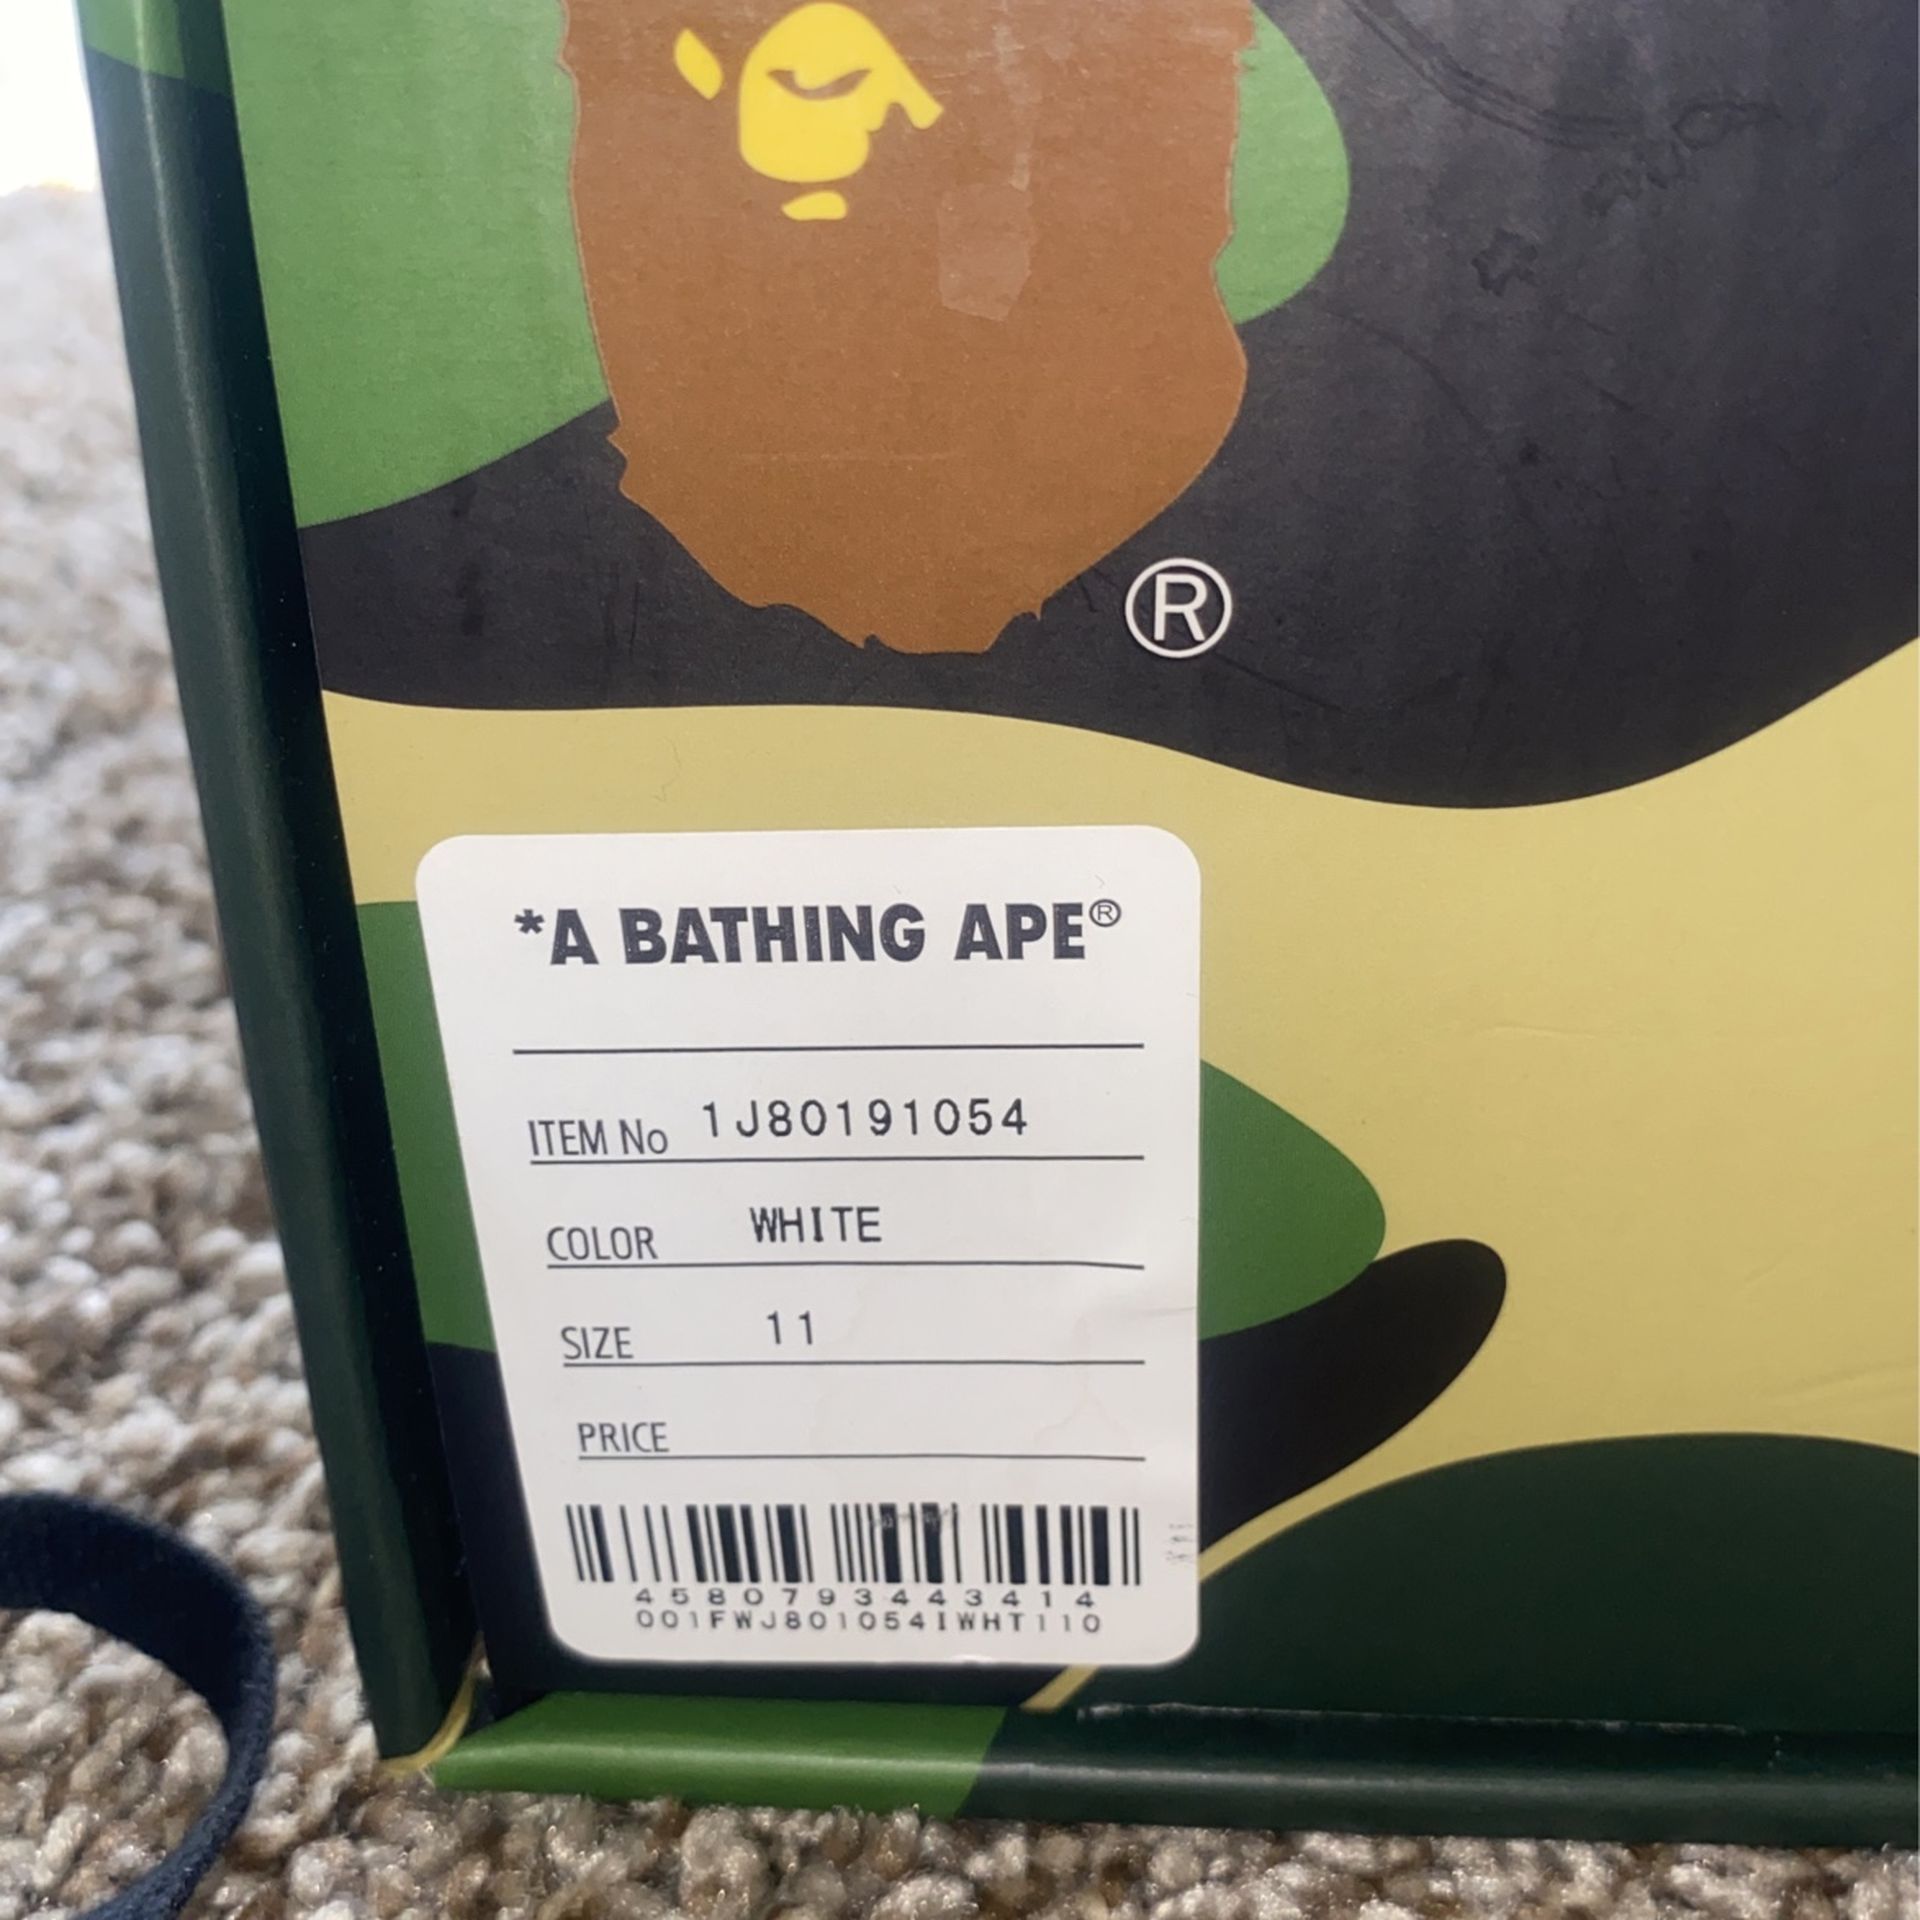 ®
*A BATHING APE®
ITEM No 1J80191054
COLOR WHITE
SIZE 11
PRICE
4580793443414
001FWJ801054IWHT110